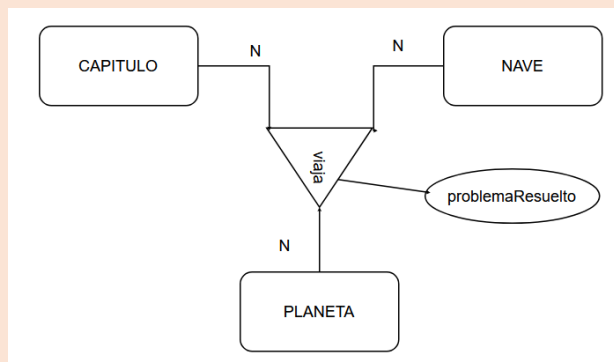 CAPITULO
N
N
NAVE
viaja
problemaResuelto
N
PLANETA